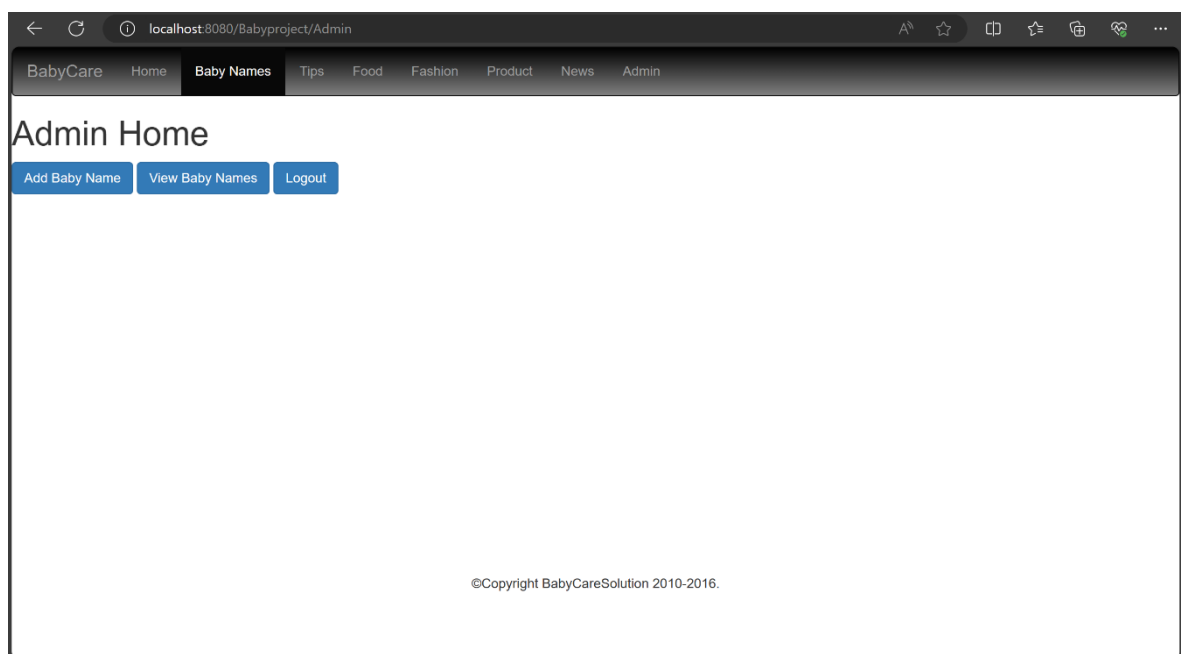 localhost:8080/Babyproject/Admin
BabyCare Home Baby Names Tips Food Fashion Product News Admin
Admin Home
Add Baby Name View Baby Names Logout
©Copyright BabyCareSolution 2010-2016.